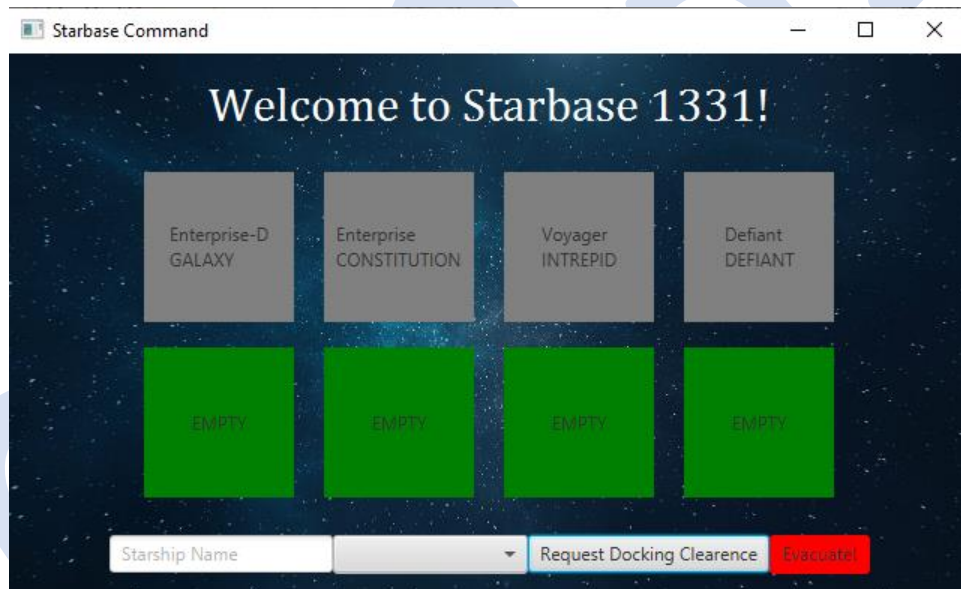 Starbase Command
Welcome to Starbase 1331!
Enterprise-D
GALAXY
Enterprise
CONSTITUTION
Voyager
INTREPID
Defiant
DEFIANT
EMPTY
EMPTY
EMPTY
EMPTY
Starship Name
Request Docking Clearence
Evacuate!